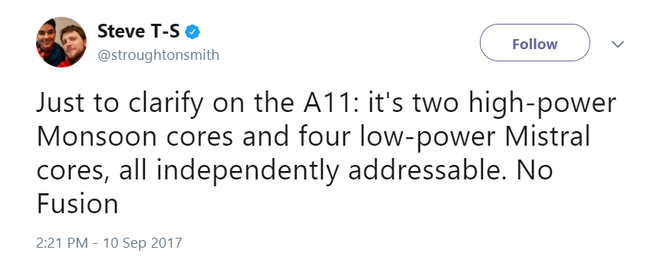 Steve T-S
@stroughtonsmith
Follow
Just to clarify on the A11: it's two high-power
Monsoon cores and four low-power Mistral
cores, all independently addressable. No
Fusion
2:21 PM - 10 Sep 2017